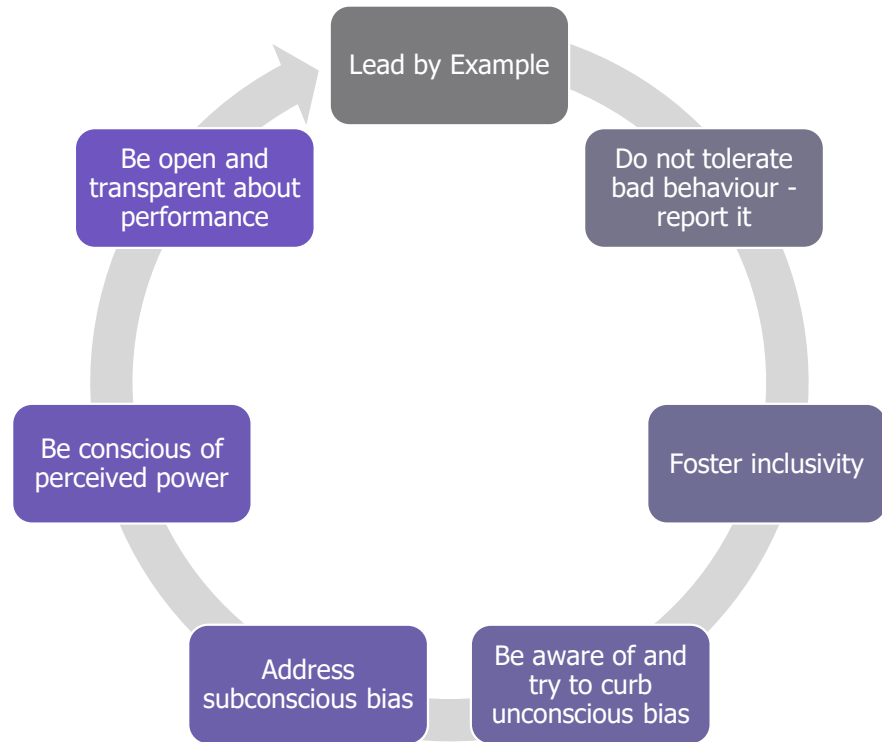 Lead by Example
Do not tolerate
bad behaviour -
report it
Foster inclusivity
Be aware of and
try to curb
unconscious bias
Address
subconscious bias
Be conscious of
perceived power
Be open and
transparent about
performance